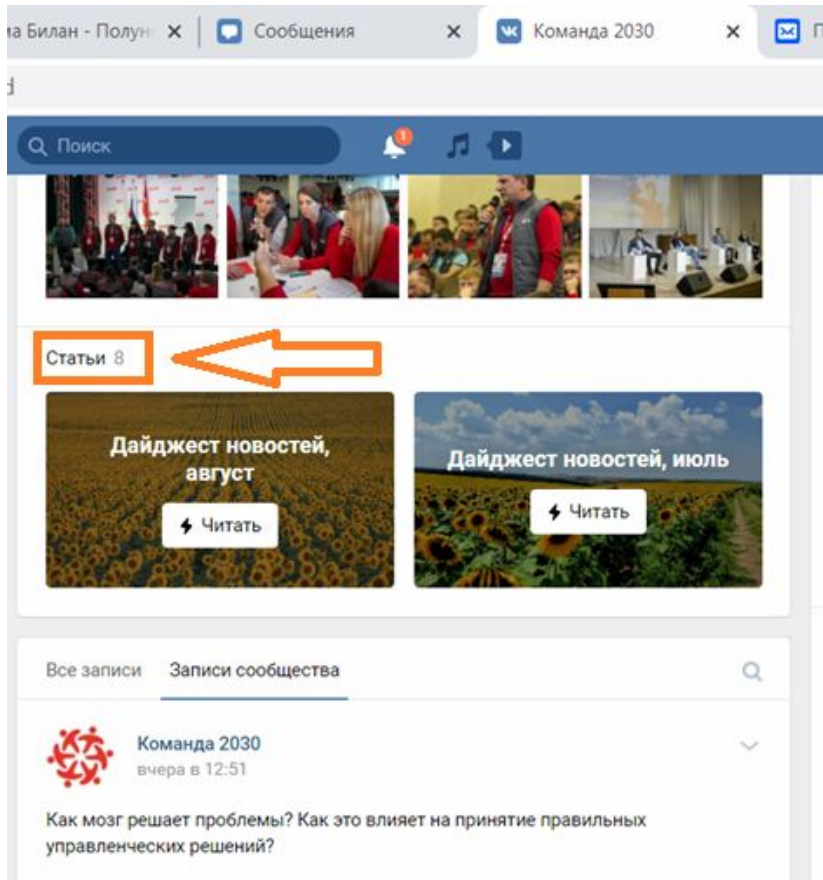 ма Билан - Полун
Сообщения
Команда 2030
П
d
Поиск
1
Статьи 8
Дайджест новостей,
август
Читать
Дайджест новостей, июль
Читать
Все записи Записи сообщества
Команда 2030
вчера в 12:51
Как мозг решает проблемы? Как это влияет на принятие правильных
управленческих решений?